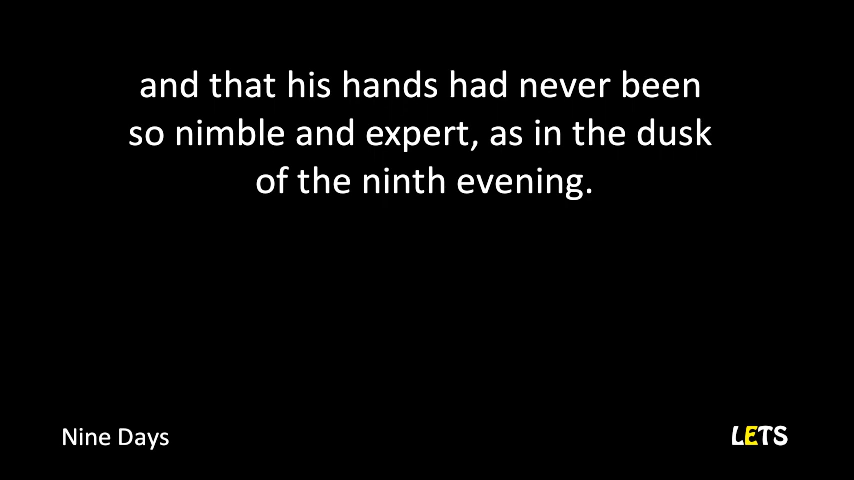 and that his hands had never been
so nimble and expert, as in the dusk
of the ninth evening.
Nine Days
LETS